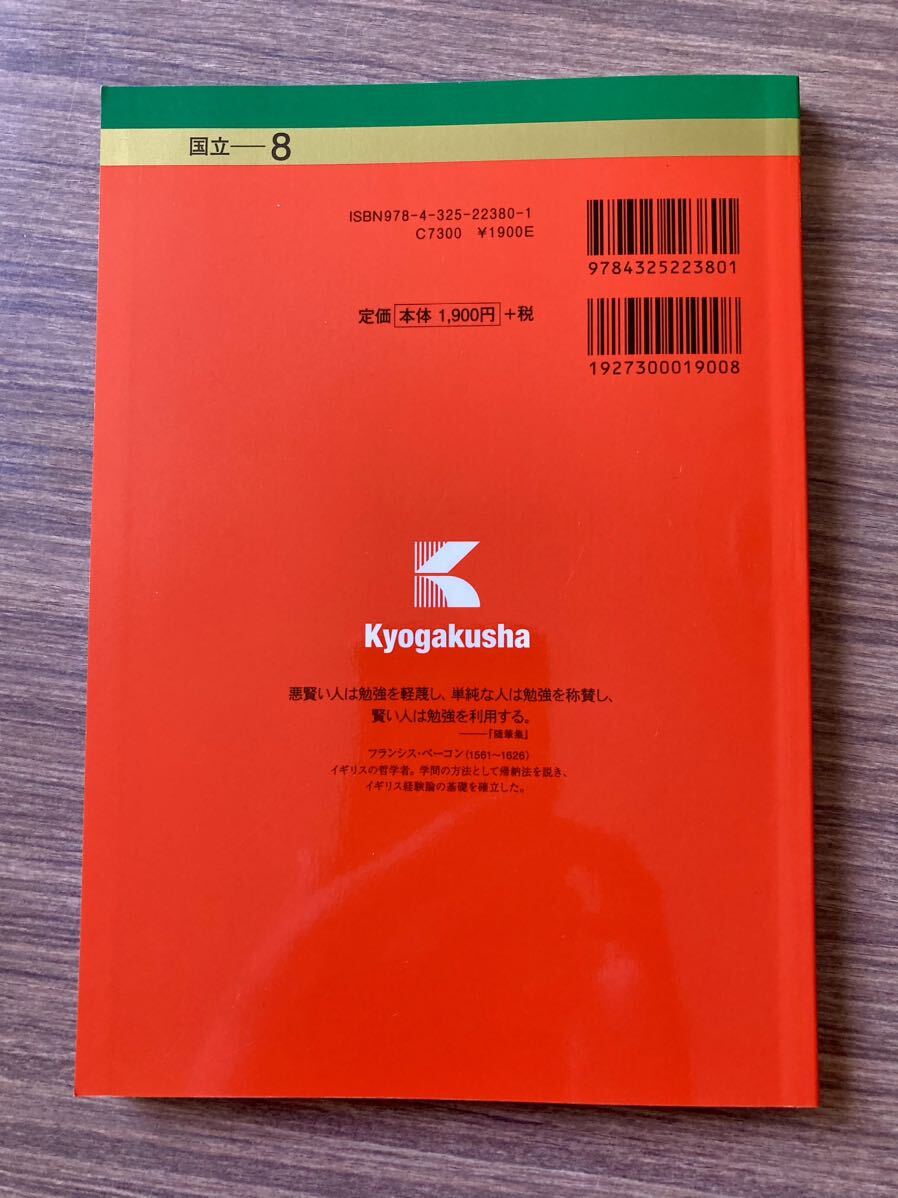 国立――8
ISBN978-4-325-22380-1
C7300 ¥1900E
9784325223801
定価 本体 1,900円 +税
1927300019008
Kyogakusha
悪賢い人は勉強を軽蔑し、単純な人は勉強を称賛し、
賢い人は勉強を利用する。
――『随筆集』
フランシス・ベーコン(1561〜1626)
イギリスの哲学者。学問の方法として帰納法を説き、
イギリス経験論の基礎を確立した。